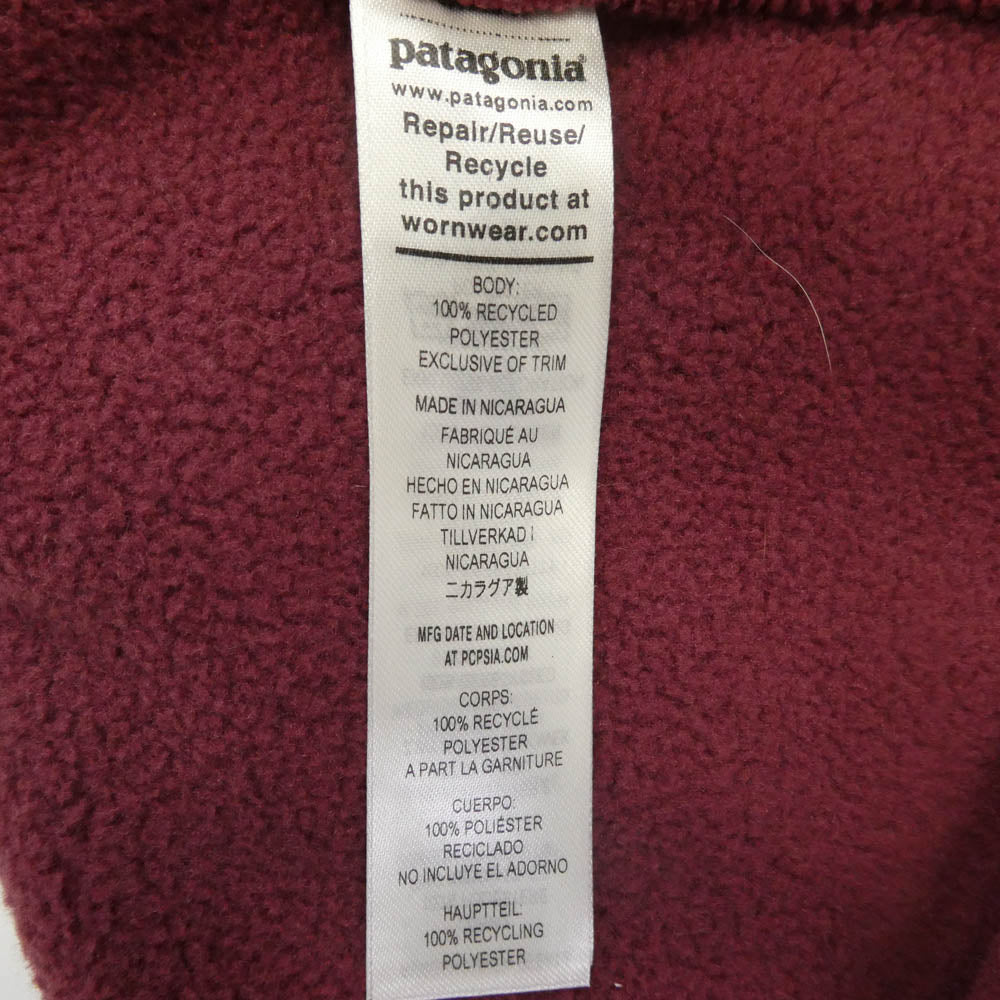 patagonia
www.patagonia.com
Repair/Reuse/
Recycle
this product at
wornwear.com
BODY:
100% RECYCLED
POLYESTER
EXCLUSIVE OF TRIM
MADE IN NICARAGUA
FABRIQUÉ AU
NICARAGUA
HECHO EN NICARAGUA
FATTO IN NICARAGUA
TILLVERKAD I
NICARAGUA
ニカラグア製
MFG DATE AND LOCATION
AT PCPSIA.COM
CORPS:
100% RECYCLÉ
POLYESTER
A PART LA GARNITURE
CUERPO:
100% POLIÉSTER
RECICLADO
NO INCLUYE EL ADORNO
HAUPTTEIL:
100% RECYCLING
POLYESTER